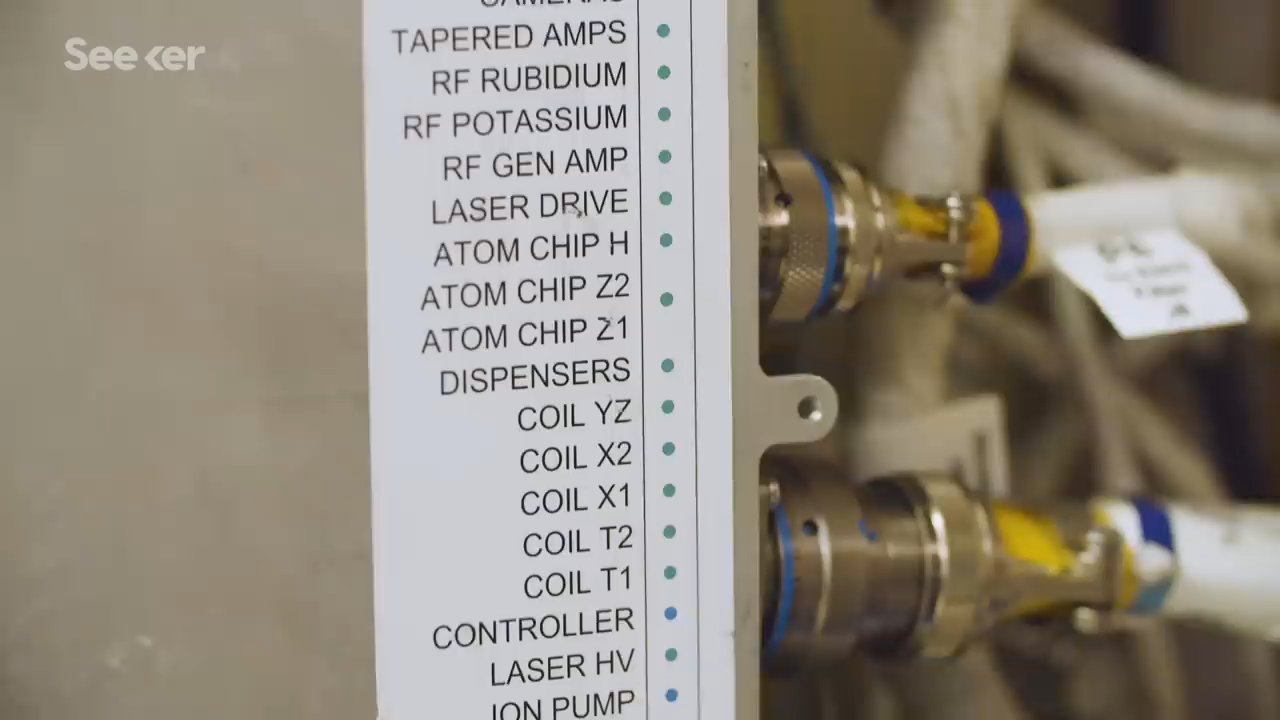 Seeker
CAMERAS
TAPERED AMPS
RF RUBIDIUM
RF POTASSIUM
RF GEN AMP
LASER DRIVE
ATOM CHIP H
ATOM CHIP Z2
ATOM CHIP Z1
DISPENSERS
COIL YZ
COIL X2
COIL X1
COIL T2
COIL T1
CONTROLLER
LASER HV
ION PUMP